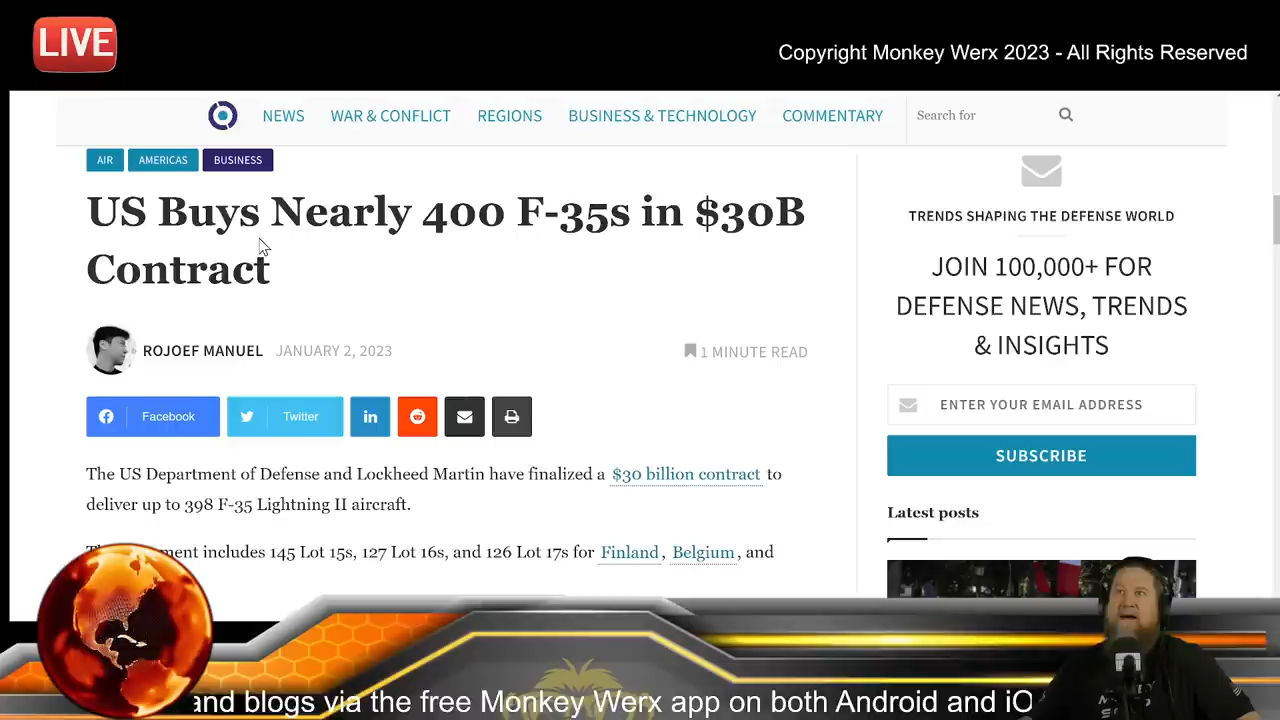 LIVE
Copyright Monkey Werx 2023 - All Rights Reserved
NEWS WAR & CONFLICT REGIONS BUSINESS & TECHNOLOGY COMMENTARY
Search for
AIR AMERICAS BUSINESS
US Buys Nearly 400 F-35s in $30B
Contract
ROJOEF MANUEL JANUARY 2, 2023
1 MINUTE READ
Facebook Twitter in
The US Department of Defense and Lockheed Martin have finalized a $30 billion contract to
deliver up to 398 F-35 Lightning II aircraft.
includes 145 Lot 15s, 127 Lot 16s, and 126 Lot 17s for Finland, Belgium, and
TRENDS SHAPING THE DEFENSE WORLD
JOIN 100,000+ FOR
DEFENSE NEWS, TRENDS
& INSIGHTS
ENTER YOUR EMAIL ADDRESS
SUBSCRIBE
Latest posts
and blogs via the free Monkey Werx app on both Android and iO